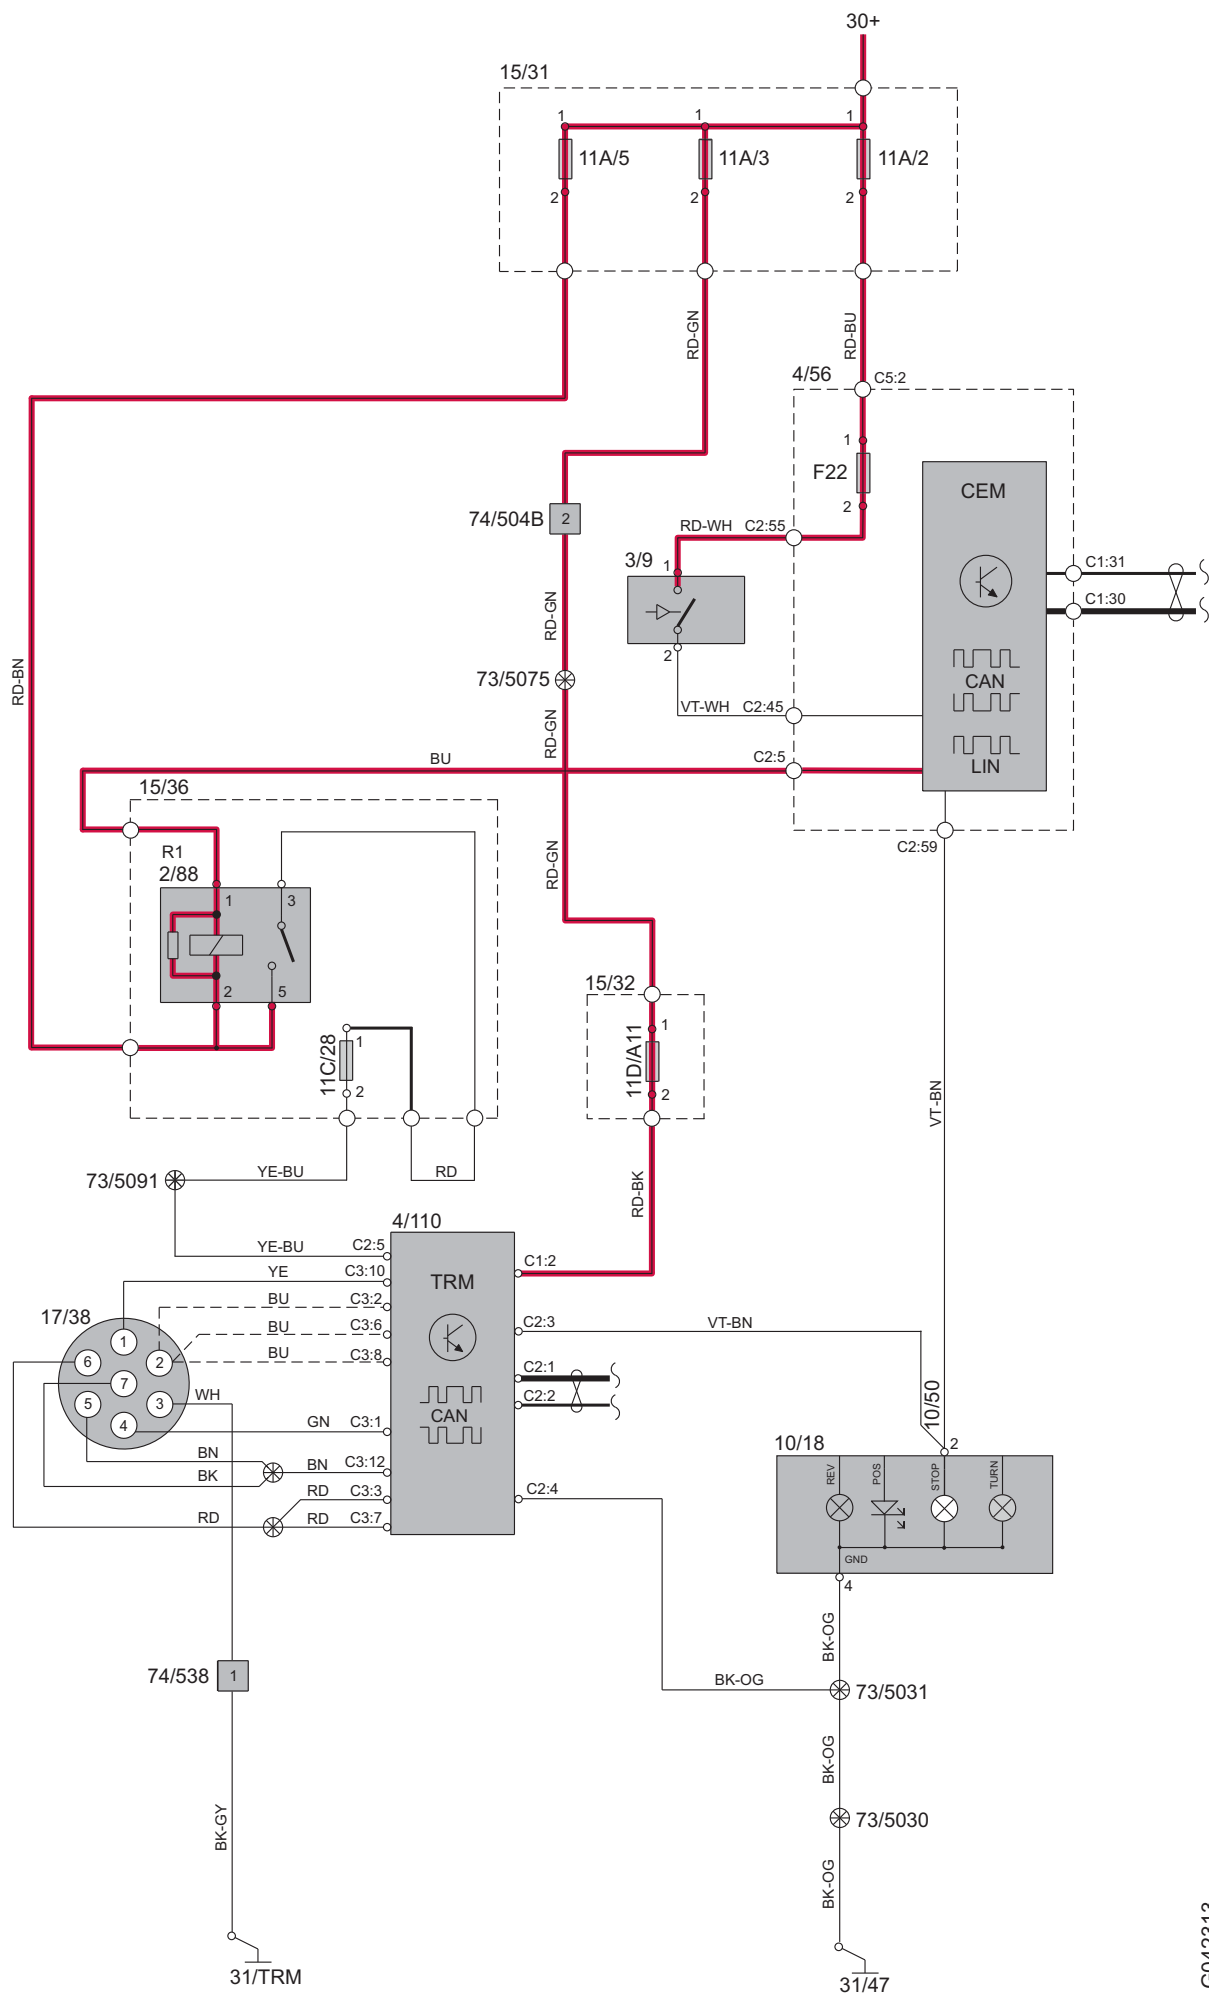 30+
15/31
1
1
1
11A/5
11A/3
11A/2
2
2
2
RD-GN
RD-BU
4/56
C5:2
1
F22
2
CEM
74/504B
2
RD-WH
C2:55
3/9
1
C1:31
C1:30
RD-GN
2
RD-BN
73/5075
CAN
VT-WH
C2:45
RD-GN
BU
C2:5
LIN
15/36
C2:59
R1
2/88
RD-GN
1
3
2
5
15/32
1
11C/28
2
1
11D/A11
2
VT-BN
73/5091
YE-BU
RD
RD-BK
4/110
YE-BU
C2:5
C1:2
YE
C3:10
TRM
BU
C3:2
17/38
BU
C3:6
C2:3
VT-BN
BU
C3:8
1
6
2
7
5
3
4
C2:1
C2:2
WH
CAN
10/50
GN
C3:1
10/18
2
BN
BN
C3:12
BK
RD
C3:3
C2:4
REV
POS
STOP
TURN
RD
RD
C3:7
GND
4
BK-OG
74/538
1
BK-OG
73/5031
BK-OG
BK-GY
73/5030
BK-OG
31/TRM
31/47
G042313